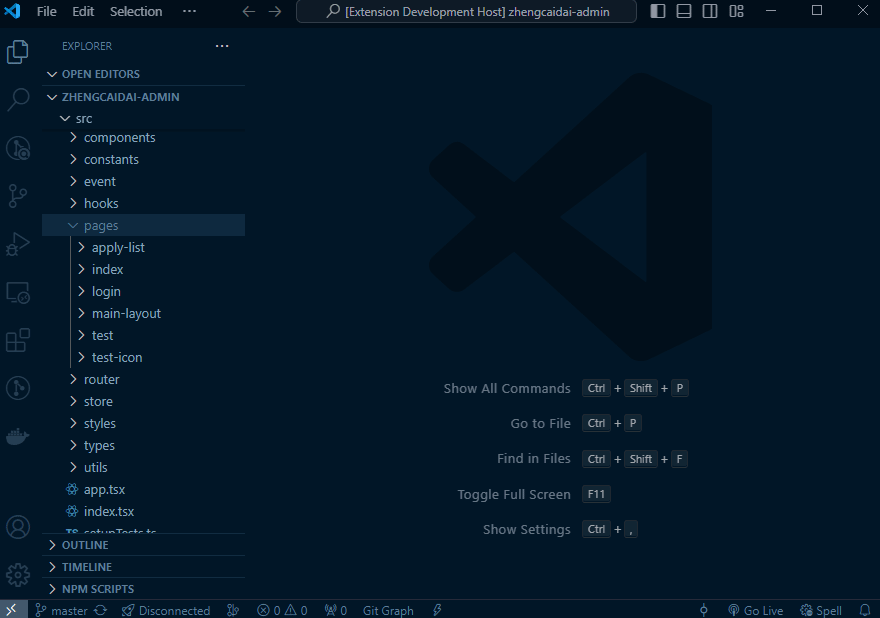 File Edit Selection ··· [Extension Development Host] zhengcaidai-admin
EXPLORER ···
OPEN EDITORS
ZHENGCAIDAI-ADMIN
src
components
constants
event
hooks
pages
apply-list
index
login
main-layout
test
test-icon
router
store
styles
types
utils
app.tsx
index.tsx
TS setupTests.ts
OUTLINE
TIMELINE
NPM SCRIPTS
Show All Commands Ctrl + Shift + P
Go to File Ctrl + P
Find in Files Ctrl + Shift + F
Toggle Full Screen F11
Show Settings Ctrl + ,
master Disconnected 0 0 0 Git Graph Go Live Spell